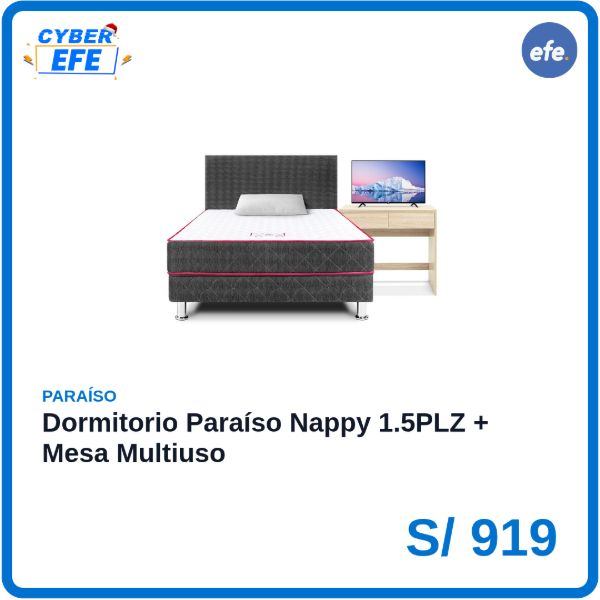 CYBER
EFE
efe.
PARAÍSO
Dormitorio Paraíso Nappy 1.5PLZ +
Mesa Multiuso
S/ 919